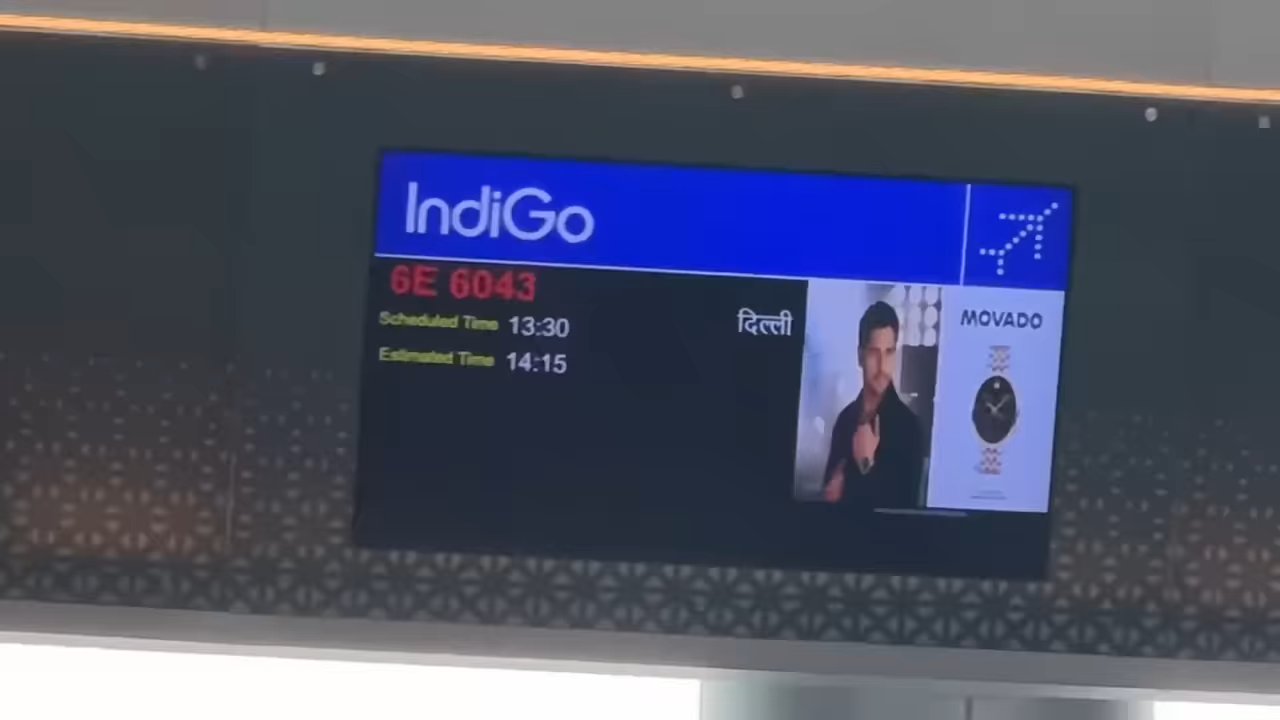 IndiGo
6E 6043
Scheduled Time 13:30
दिल्ली
Estimated Time 14:15
MOVADO